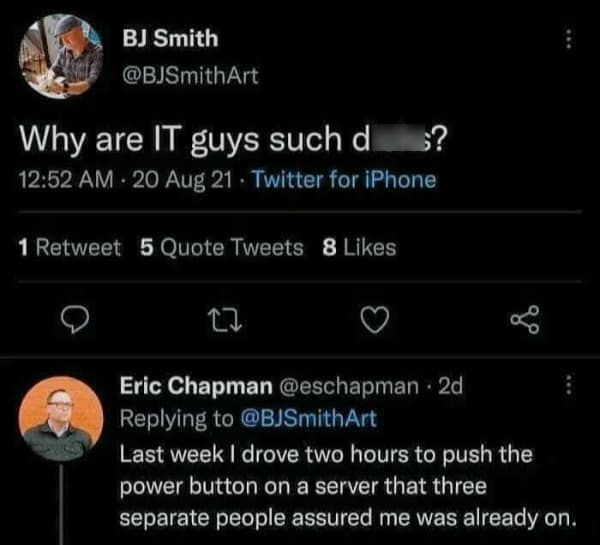 BJ Smith
@BJSmithArt
Why are IT guys such d s?
12:52 AM · 20 Aug 21 · Twitter for iPhone
1 Retweet 5 Quote Tweets 8 Likes
Eric Chapman @eschapman · 2d
Replying to @BJSmithArt
Last week I drove two hours to push the
power button on a server that three
separate people assured me was already on.